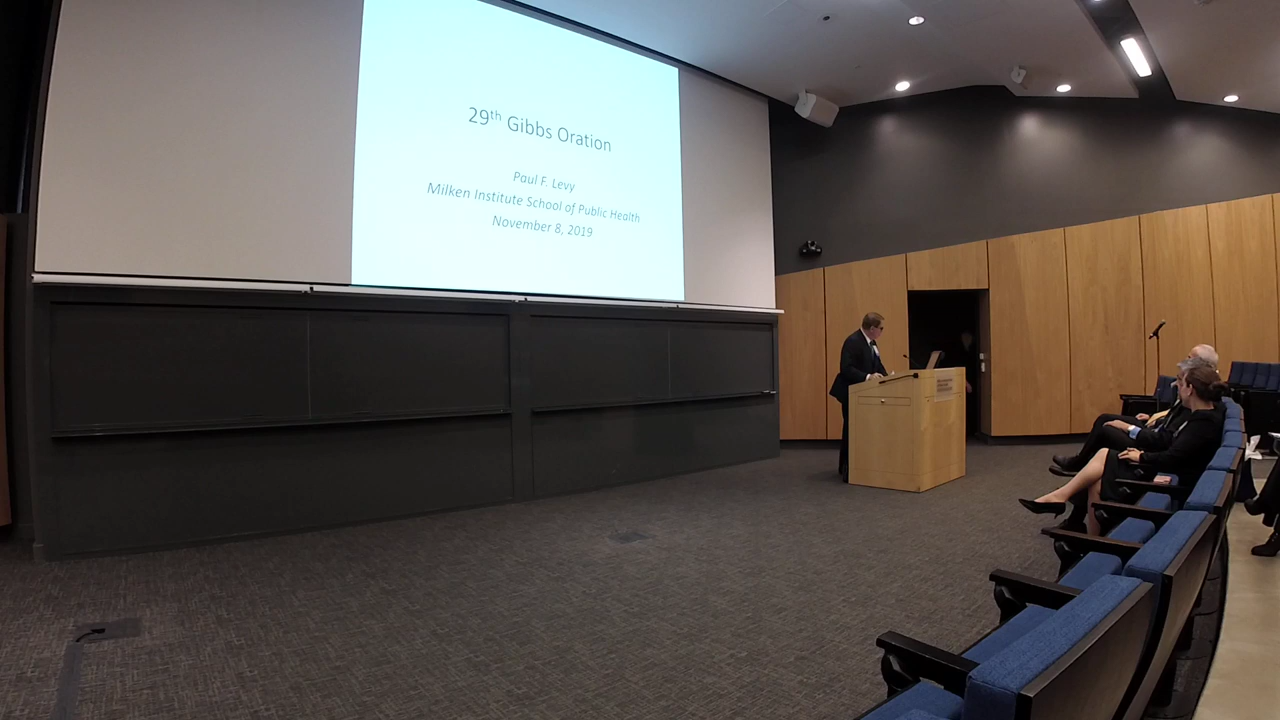 29th Gibbs Oration
Paul F. Levy
Milken Institute School of Public Health
November 8, 2019